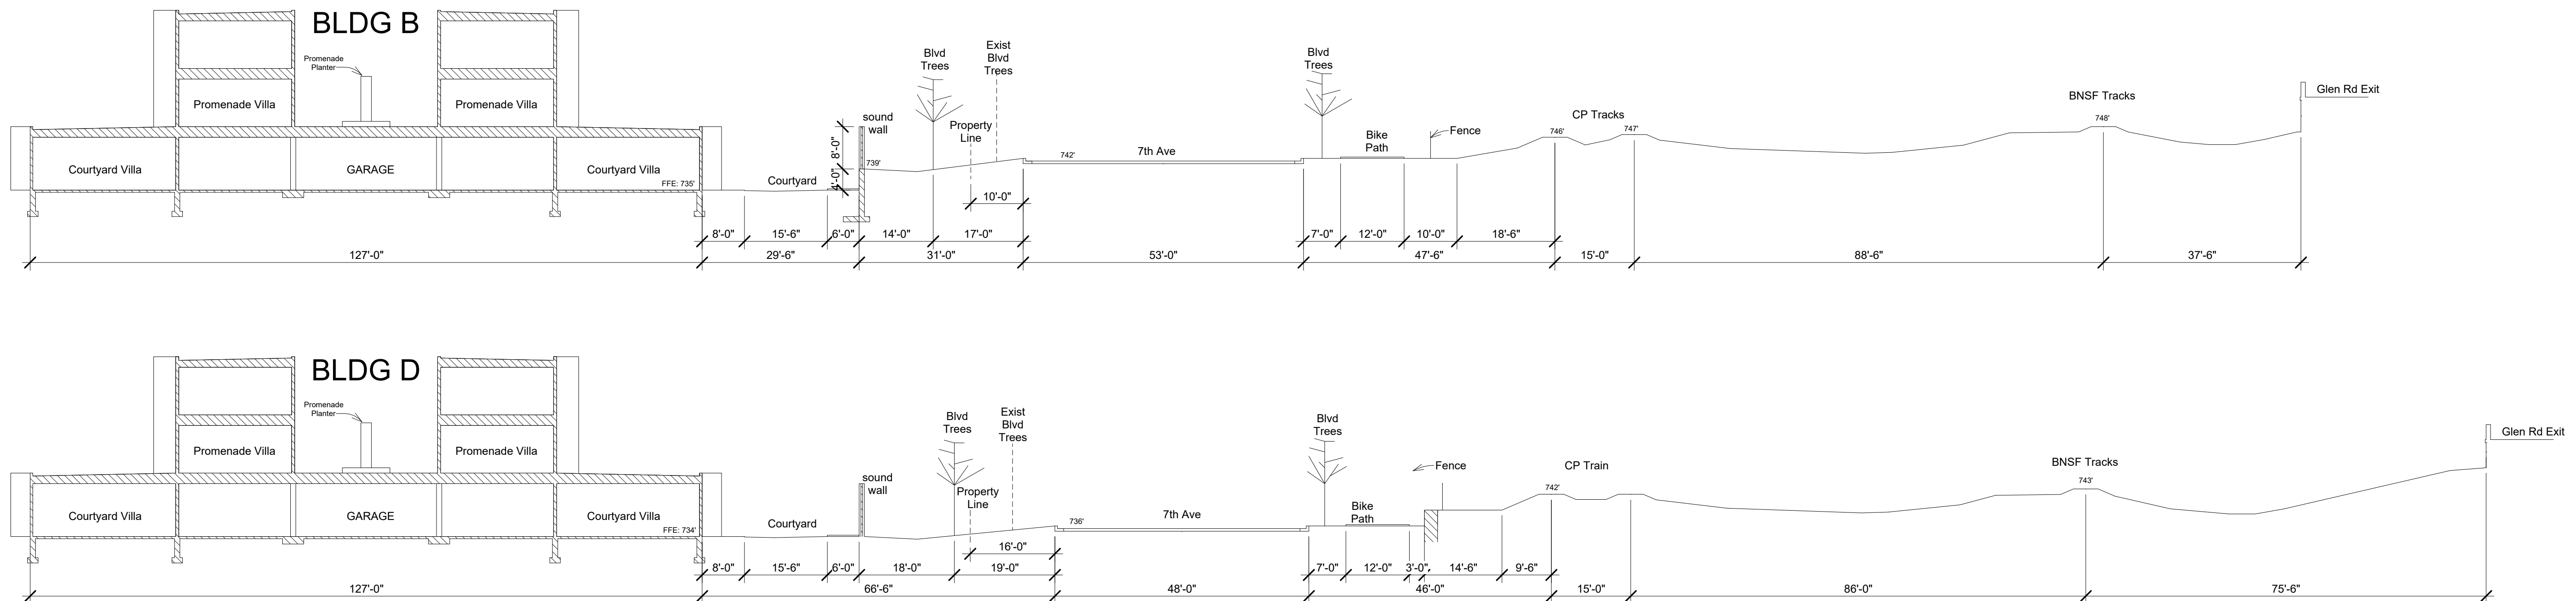 BLDG B
Promenade
Planter
Promenade Villa
Promenade Villa
Courtyard Villa
GARAGE
Courtyard Villa
FFE: 735'
Courtyard
sound
wall
8'-0"
4'-0"
739'
Blvd
Trees
Property
Line
Exist
Blvd
Trees
742'
7th Ave
10'-0"
Blvd
Trees
Bike
Path
Fence
CP Tracks
746'
747'
BNSF Tracks
748'
Glen Rd Exit
8'-0"
15'-6"
6'-0"
14'-0"
17'-0"
7'-0"
12'-0"
10'-0"
18'-6"
127'-0"
29'-6"
31'-0"
53'-0"
47'-6"
15'-0"
88'-6"
37'-6"
BLDG D
Promenade
Planter
Promenade Villa
Promenade Villa
Courtyard Villa
GARAGE
Courtyard Villa
FFE: 734'
Courtyard
sound
wall
Blvd
Trees
Property
Line
Exist
Blvd
Trees
736'
7th Ave
16'-0"
Blvd
Trees
Bike
Path
Fence
CP Train
742'
BNSF Tracks
743'
Glen Rd Exit
8'-0"
15'-6"
6'-0"
18'-0"
19'-0"
7'-0"
12'-0"
3'-0"
14'-6"
9'-6"
127'-0"
66'-6"
48'-0"
46'-0"
15'-0"
86'-0"
75'-6"